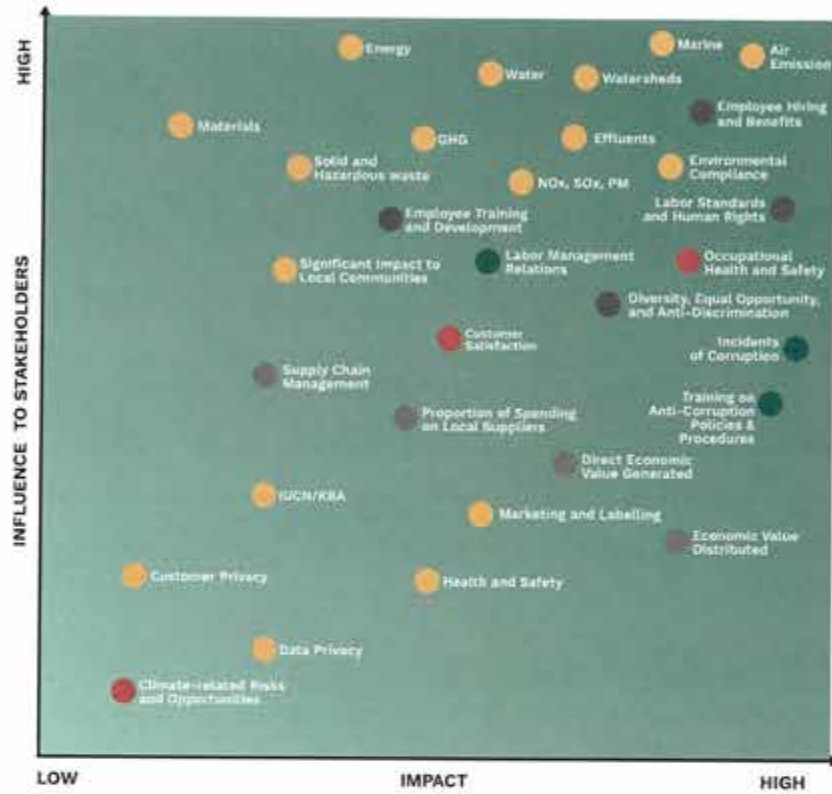 HIGH
Energy
Marine
Air
Emission
Water
Watersheds
Employee Hiring
and Benefits
Materials
GHG
Effluents
Solid and
Hazardous waste
Environmental
Compliance
NOx, SOx, PM
Labor Standards
and Human Rights
Employee Training
and Development
Significant Impact to
Local Communities
Labor Management
Relations
Occupational
Health and Safety
Diversity, Equal Opportunity,
and Anti-Discrimination
Customer
Satisfaction
Incidents
of Corruption
Supply Chain
Management
Proportion of Spending
on Local Suppliers
Training on
Anti-Corruption
Policies &
Procedures
Direct Economic
Value Generated
IUCN/KBA
Marketing and Labelling
Economic Value
Distributed
Customer Privacy
Health and Safety
Data Privacy
Climate-related Risks
and Opportunities
INFLUENCE TO STAKEHOLDERS
LOW
IMPACT
HIGH